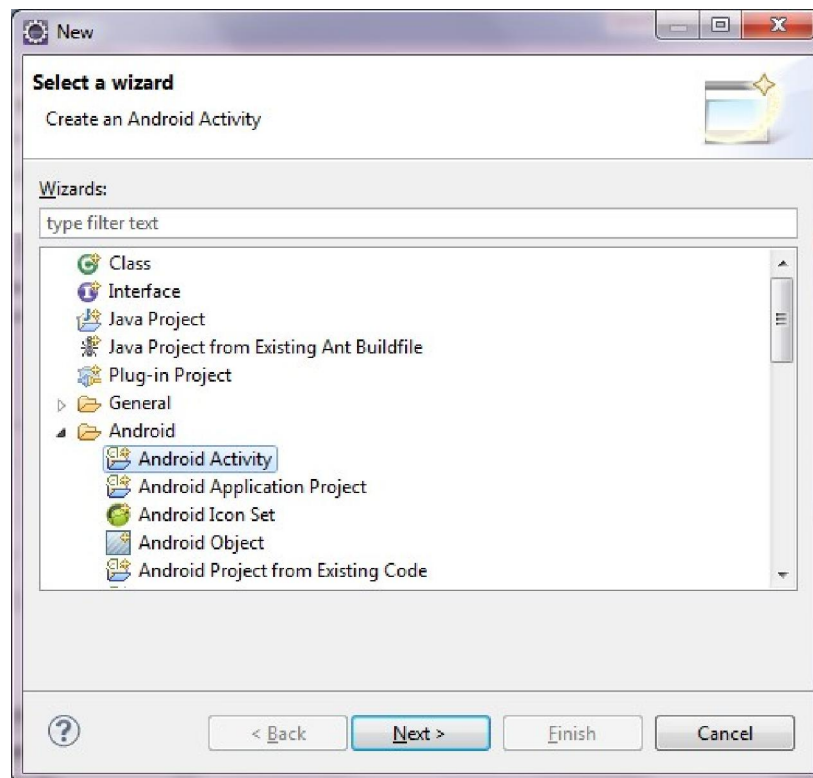 New
Select a wizard
Create an Android Activity
Wizards:
type filter text
Class
Interface
Java Project
Java Project from Existing Ant Buildfile
Plug-in Project
General
Android
Android Activity
Android Application Project
Android Icon Set
Android Object
Android Project from Existing Code
? < Back Next > Finish Cancel